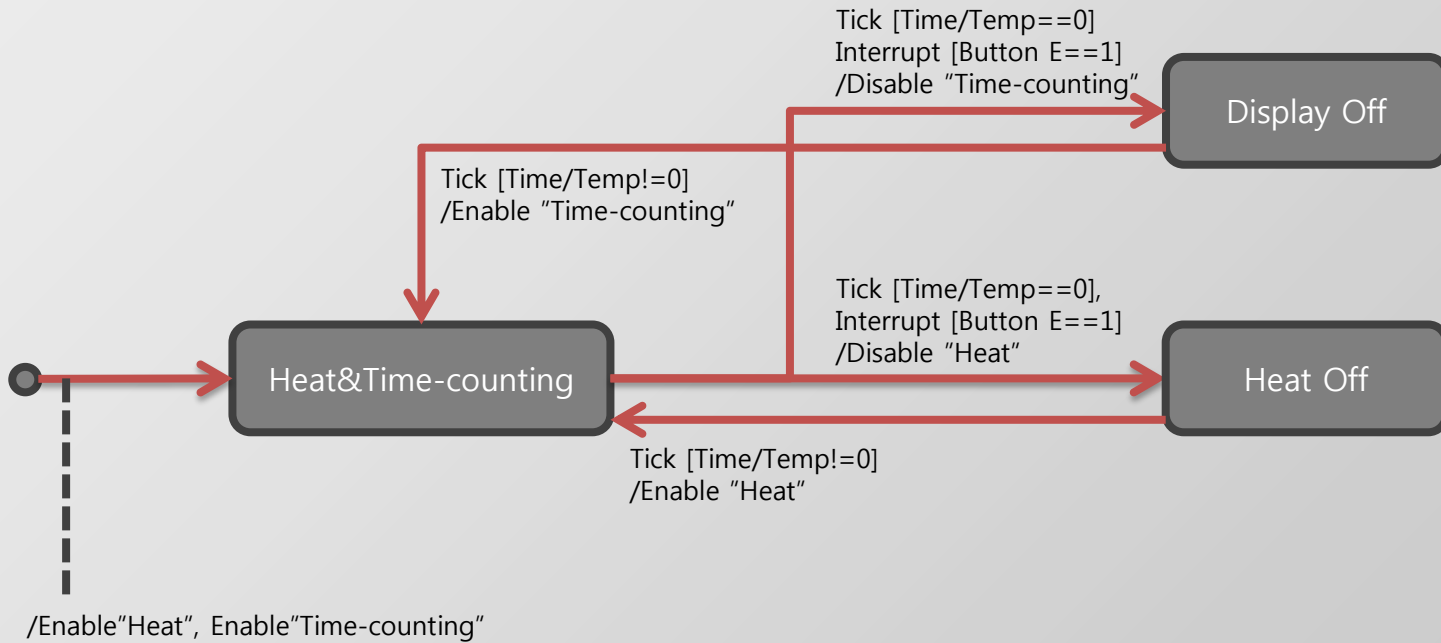 Tick [Time/Temp==0]
Interrupt [Button E==1]
/Disable "Time-counting"
Display Off
Tick [Time/Temp!=0]
/Enable "Time-counting"
Tick [Time/Temp==0],
Interrupt [Button E==1]
/Disable "Heat"
Heat&Time-counting
Heat Off
Tick [Time/Temp!=0]
/Enable "Heat"
/Enable"Heat", Enable"Time-counting"